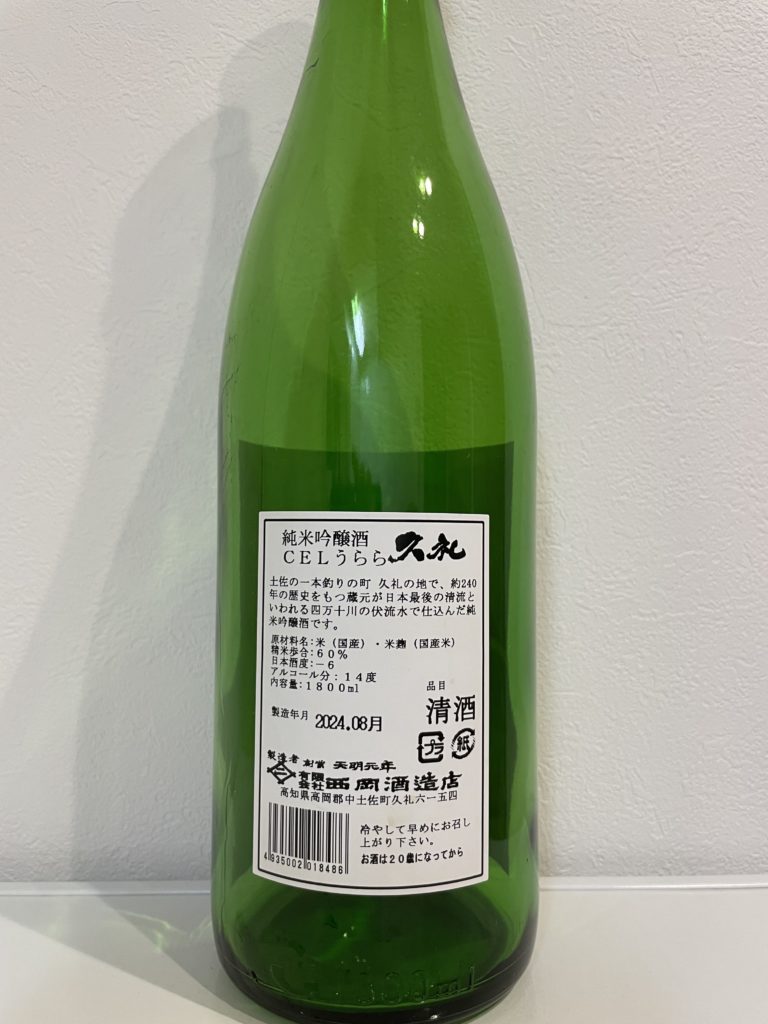 純米吟醸酒
CELうらら 久礼
土佐の一本釣りの町 久礼の地で、約240
年の歴史をもつ蔵元が日本最後の清流と
いわれる四万十川の伏流水で仕込んだ純
米吟醸酒です。
原材料名:米(国産)・米麹(国産米)
精米歩合:60%
日本酒度:-6
アルコール分:14度
内容量:1800ml
品目
清酒
製造年月 2024.08月
プラ
紙
製造者 創業 天明元年
有限会社 西岡酒造店
高知県高岡郡中土佐町久礼六一五四
4935002018486
冷やして早めにお召し
上がり下さい。
お酒は20歳になってから